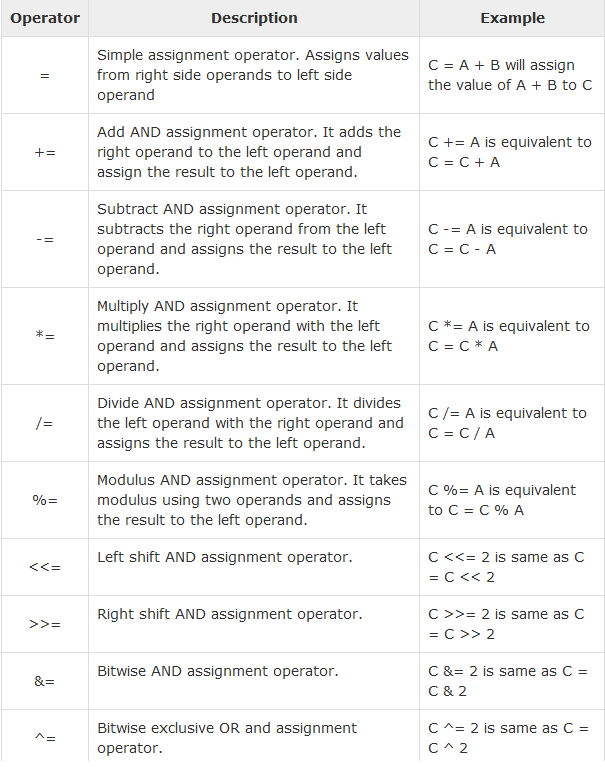 Operator Description Example
=
Simple assignment operator. Assigns values
from right side operands to left side
operand
C = A + B will assign
the value of A + B to C
+=
Add AND assignment operator. It adds the
right operand to the left operand and
assign the result to the left operand.
C += A is equivalent to
C = C + A
-=
Subtract AND assignment operator. It
subtracts the right operand from the left
operand and assigns the result to the left
operand.
C -= A is equivalent to
C = C - A
*=
Multiply AND assignment operator. It
multiplies the right operand with the left
operand and assigns the result to the left
operand.
C *= A is equivalent to
C = C * A
/=
Divide AND assignment operator. It divides
the left operand with the right operand and
assigns the result to the left operand.
C /= A is equivalent to
C = C / A
%=
Modulus AND assignment operator. It takes
modulus using two operands and assigns
the result to the left operand.
C %= A is equivalent
to C = C % A
<<=
Left shift AND assignment operator.
C <<= 2 is same as C
= C << 2
>>=
Right shift AND assignment operator.
C >>= 2 is same as C
= C >> 2
&=
Bitwise AND assignment operator.
C &= 2 is same as C =
C & 2
^=
Bitwise exclusive OR and assignment
operator.
C ^= 2 is same as C =
C ^ 2